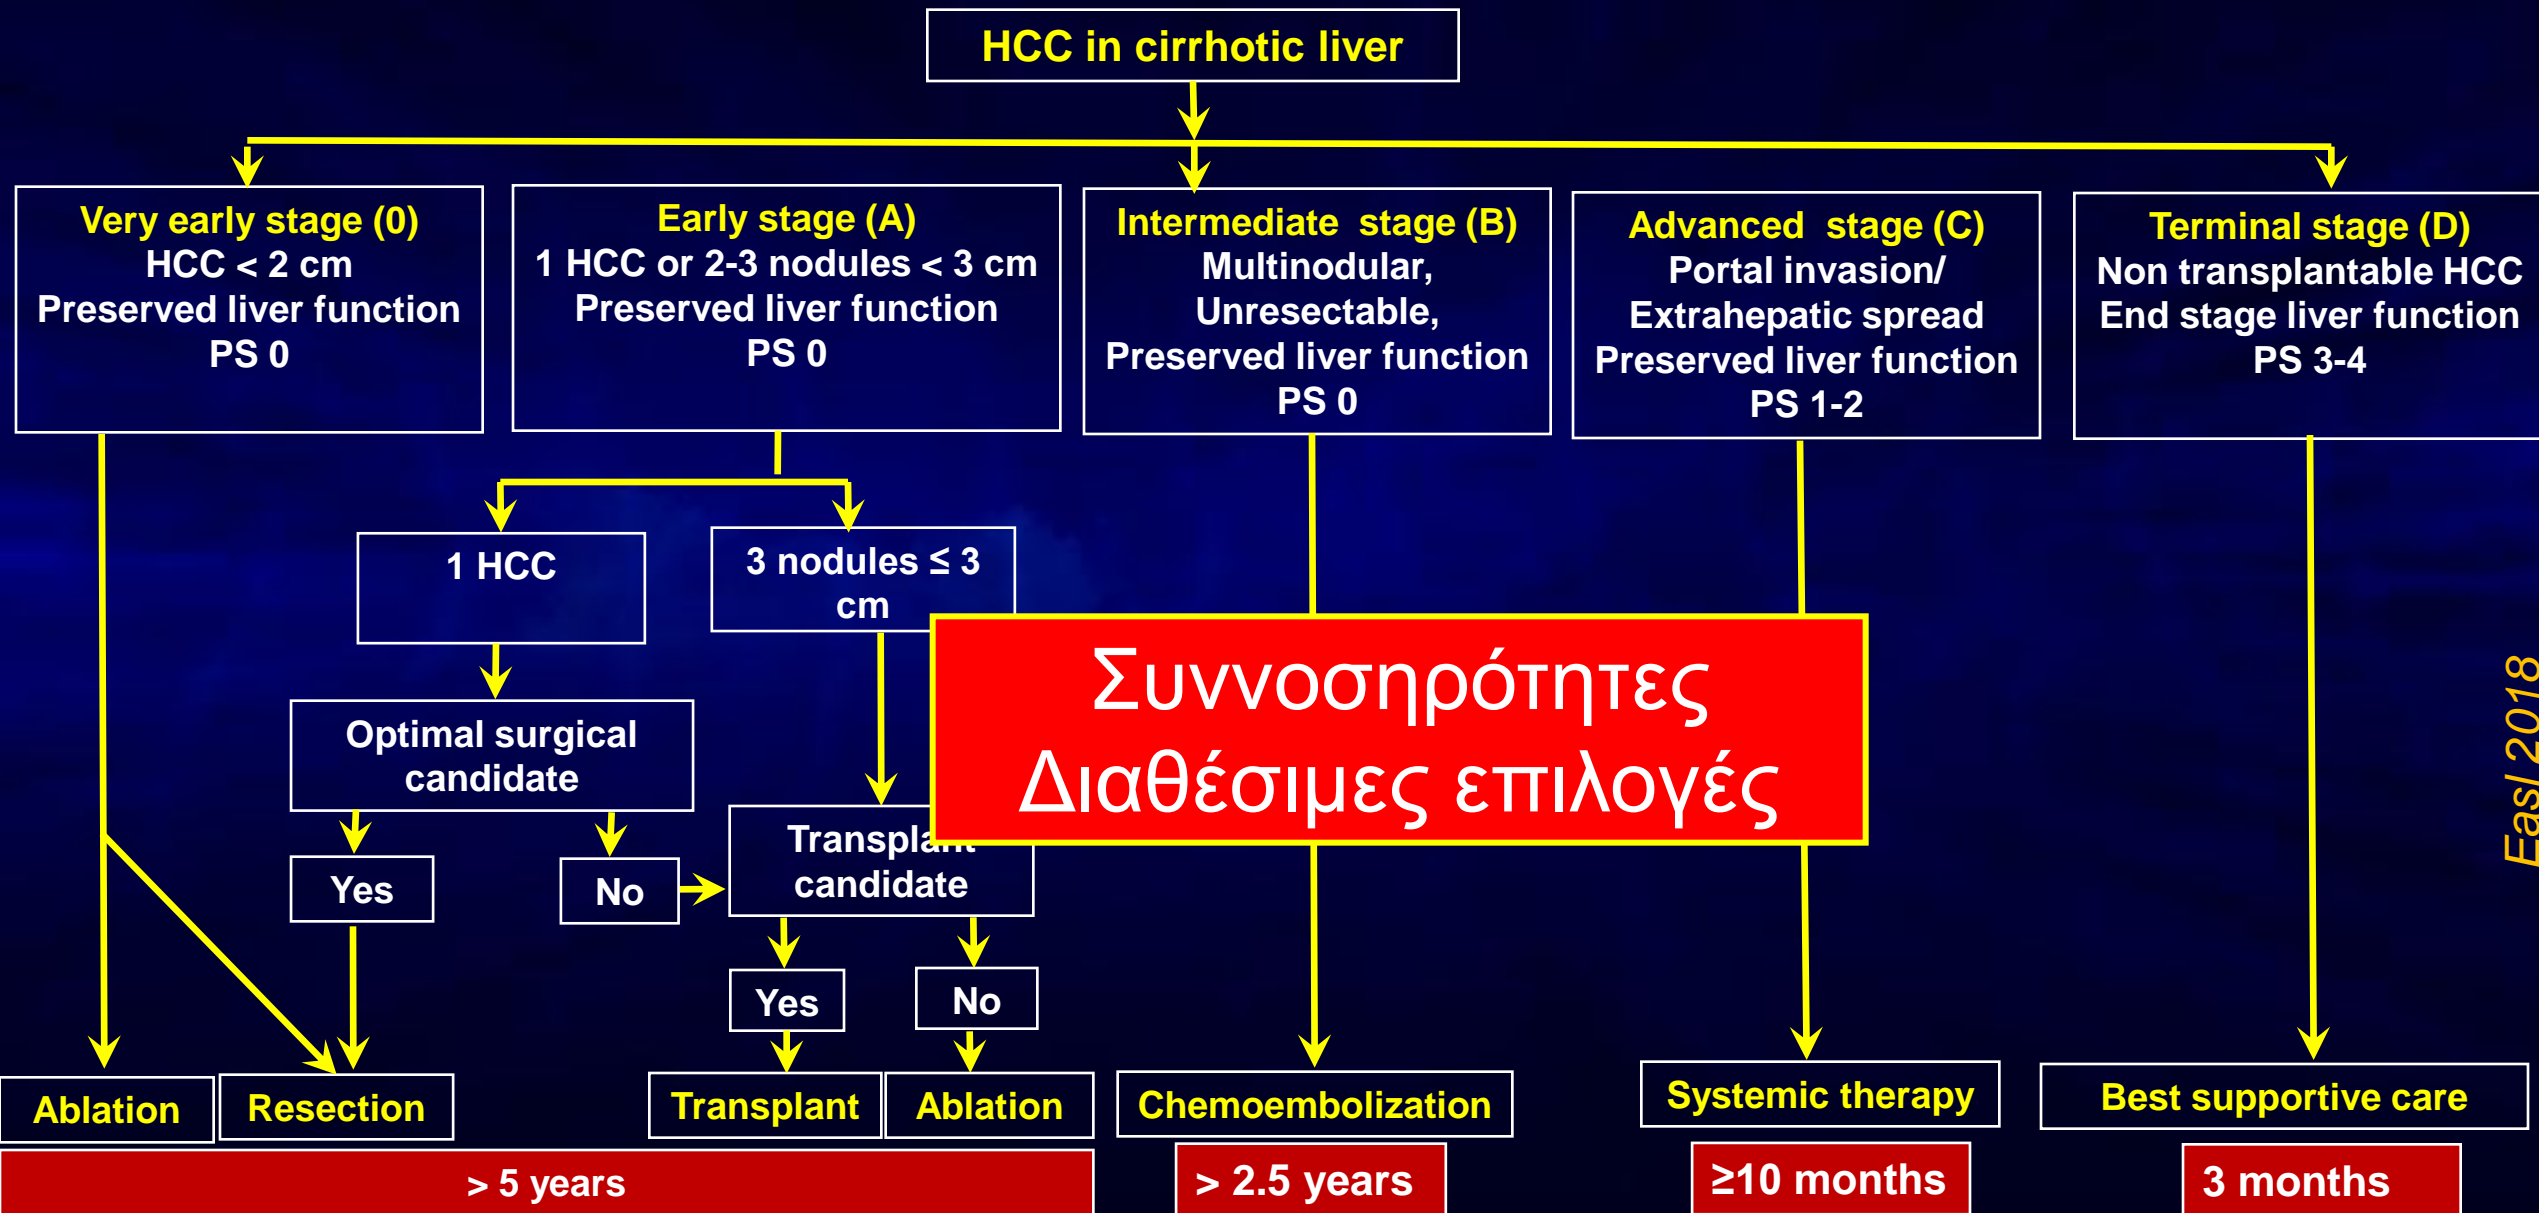 HCC in cirrhotic liver
Very early stage (0)
HCC < 2 cm
Preserved liver function
PS 0
Early stage (A)
1 HCC or 2-3 nodules < 3 cm
Preserved liver function
PS 0
Intermediate  stage (B)
Multinodular,
Unresectable,
Preserved liver function
PS 0
Advanced  stage (C)
Portal invasion/
Extrahepatic spread
Preserved liver function
PS 1-2
Terminal stage (D)
Non transplantable HCC
End stage liver function
PS 3-4
1 HCC
3 nodules ≤ 3
cm
Συννοσηρότητες
Διαθέσιμες επιλογές
Optimal surgical
candidate
Transplant
candidate
Yes
No
Yes
No
Ablation
Resection
Transplant
Ablation
Chemoembolization
Systemic therapy
Best supportive care
> 5 years
> 2.5 years
≥10 months
3 months
Easl 2018